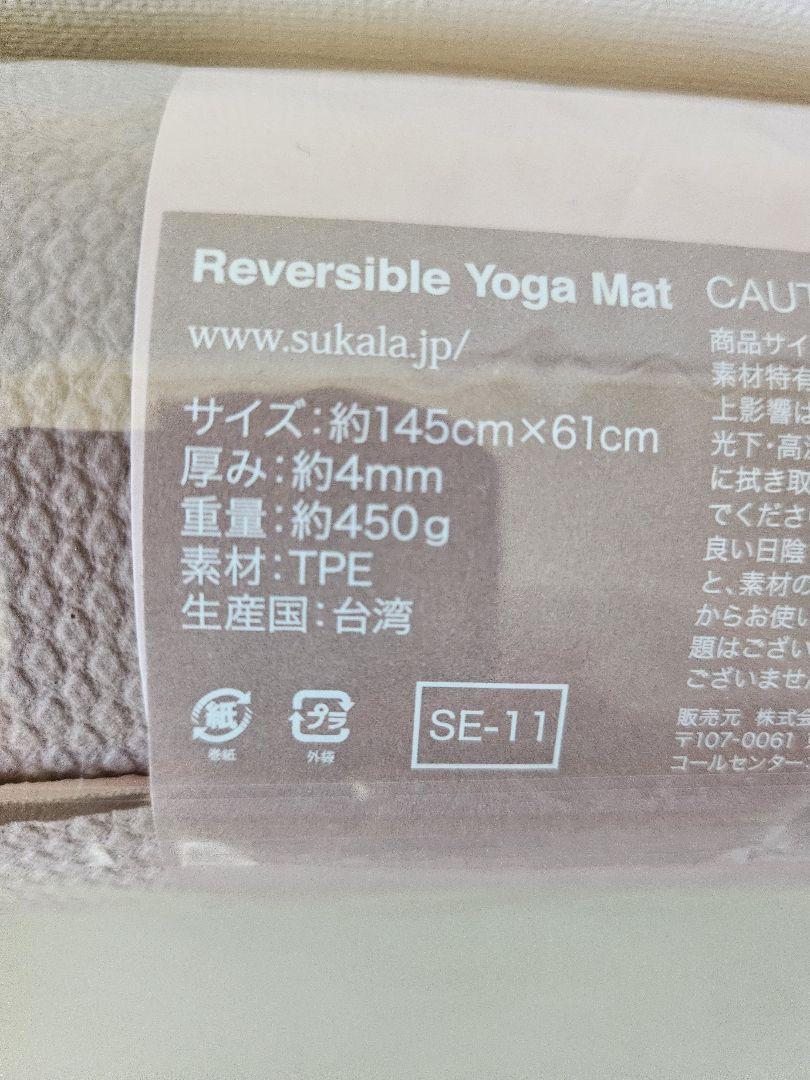 Reversible Yoga Mat
www.sukala.jp/
サイズ：約145cm×61cm
厚み：約4mm
重量：約450g
素材：TPE
生産国：台湾
紙
巻紙
プラ
外袋
SE-11
CAUT
商品サイ
素材特有
上影響に
光下・高
に拭き取
でくださ
良い日陰
と、素材の
からお使い
題はござい
ございませ
販売元 株式会
〒107-0061
コールセンター